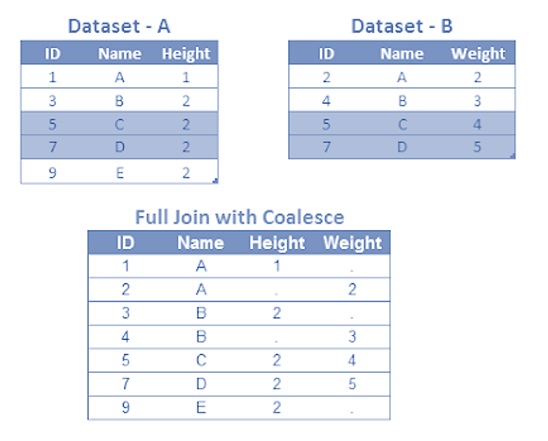 Dataset - A
ID Name Height
1 A 1
3 B 2
5 C 2
7 D 2
9 E 2
Dataset - B
ID Name Weight
2 A 2
4 B 3
5 C 4
7 D 5
Full Join with Coalesce
ID Name Height Weight
1 A 1 .
2 A . 2
3 B 2 .
4 B . 3
5 C 2 4
7 D 2 5
9 E 2 .